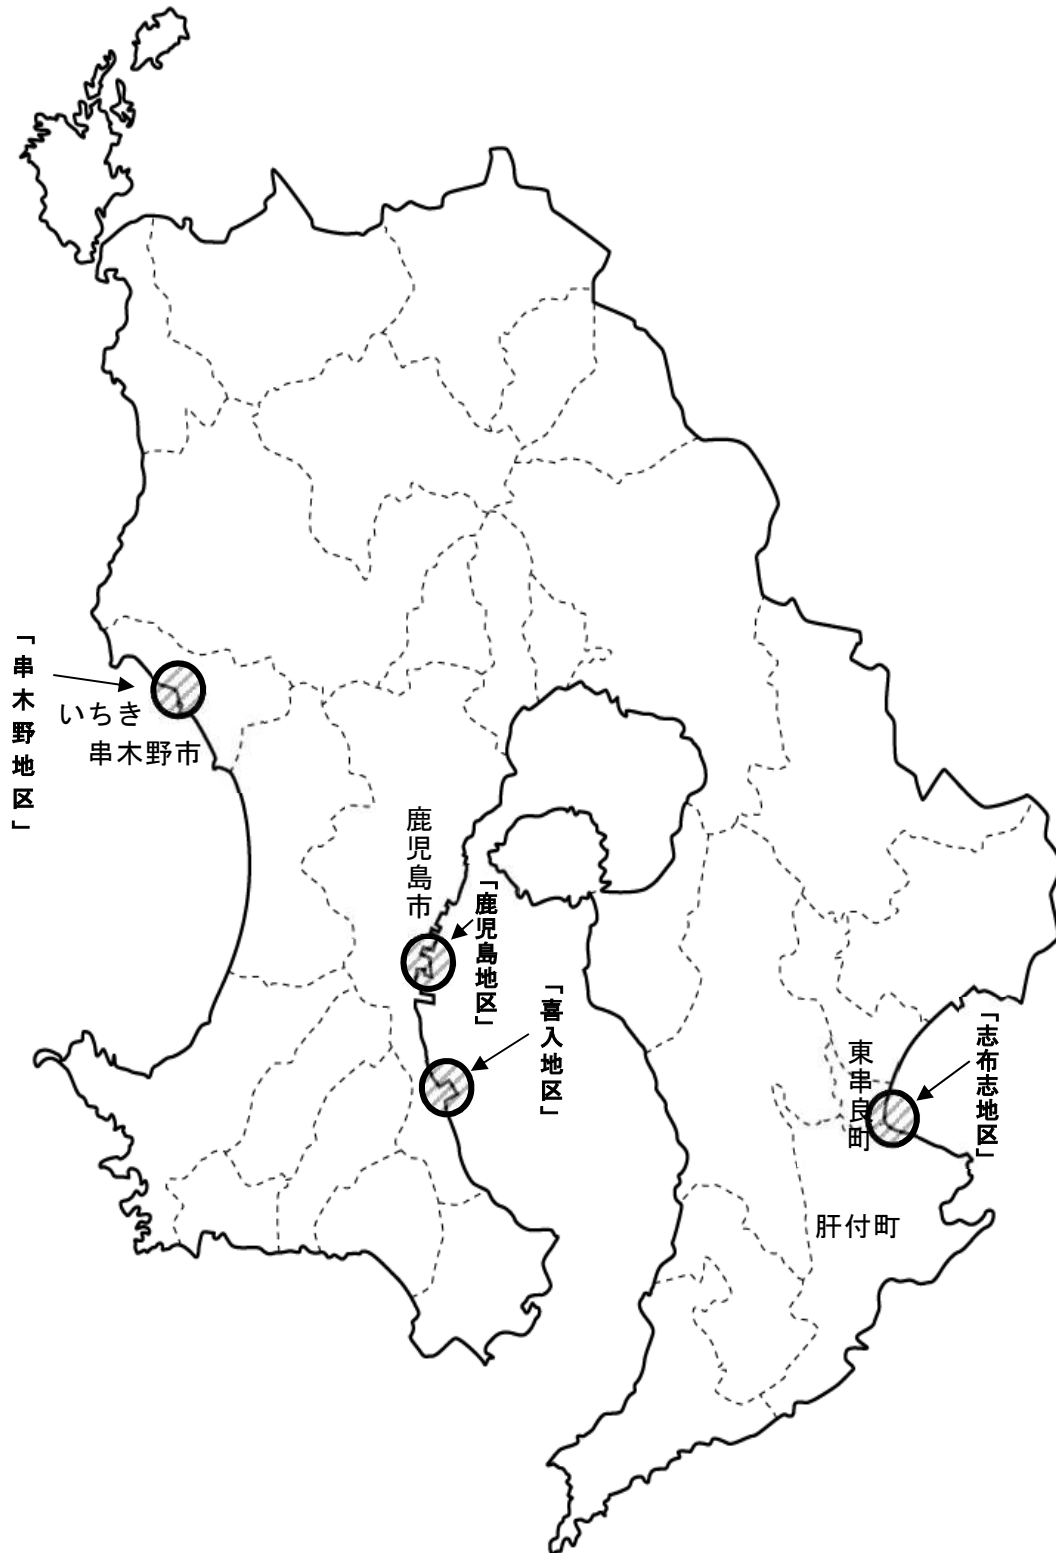 「串木野地区」
いちき
串木野市
鹿児島市
「鹿児島地区」
「喜入地区」
東串良町
「志布志地区」
肝付町